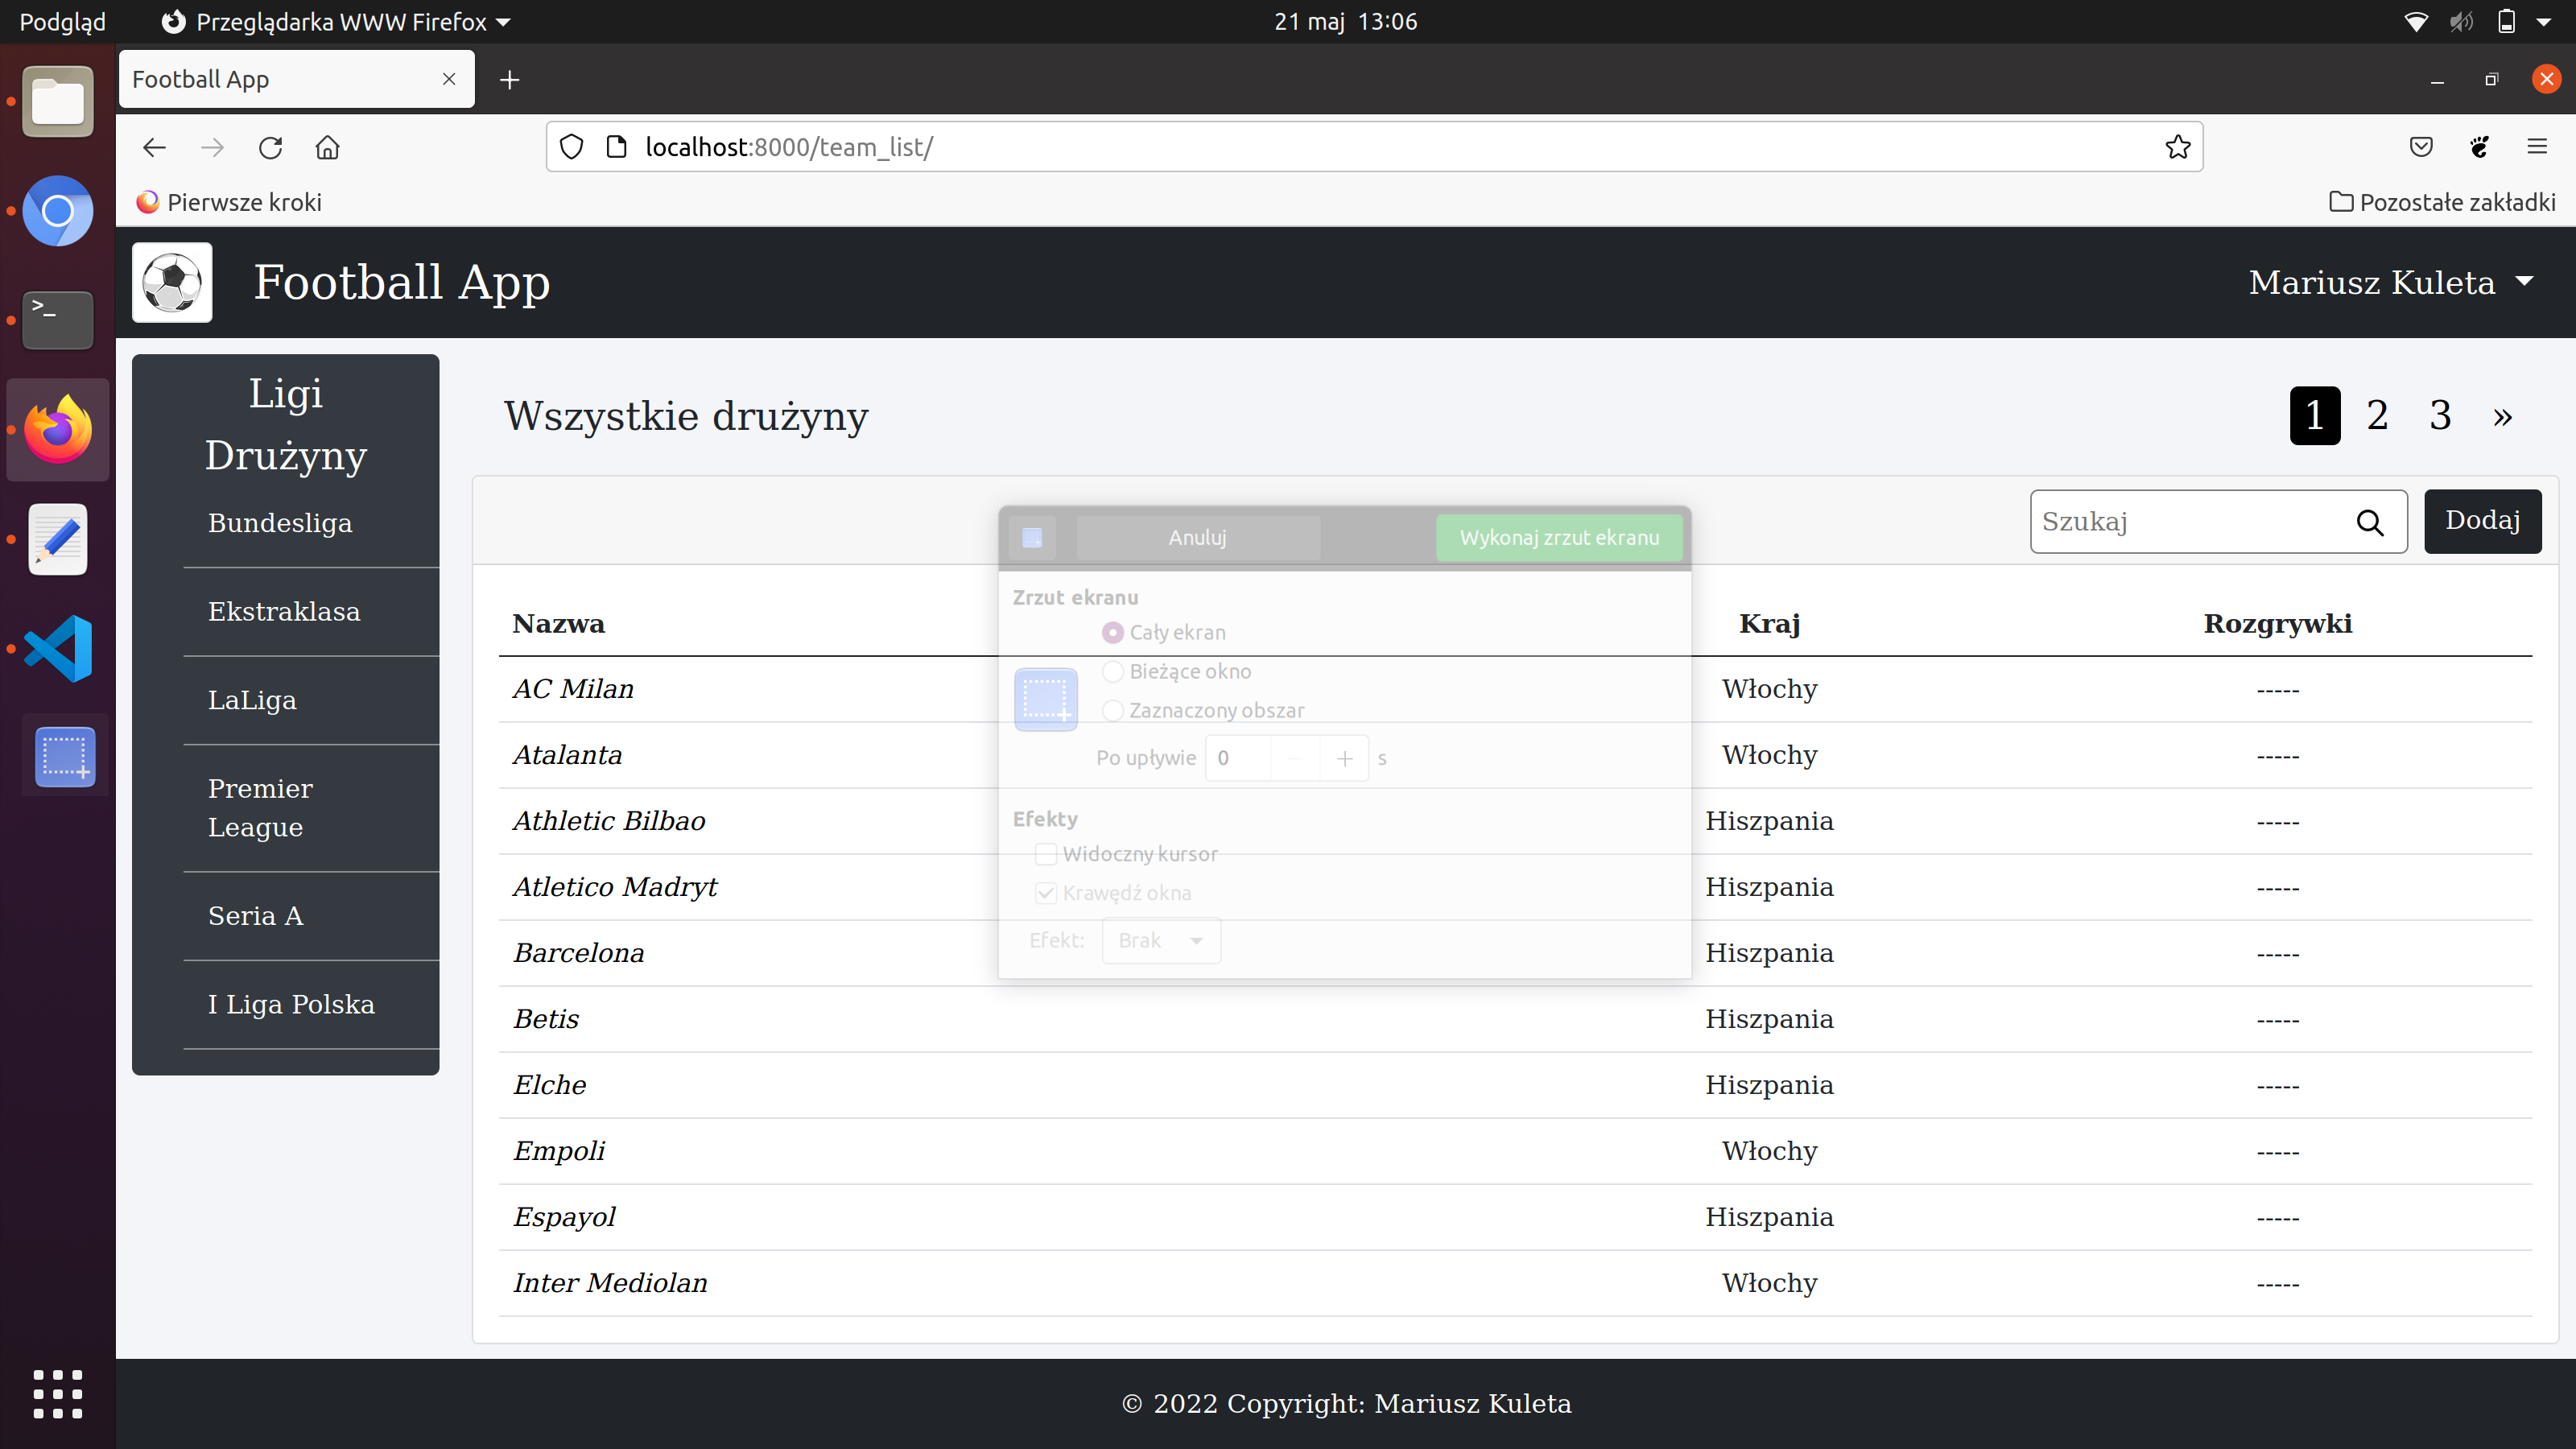 Podgląd Przeglądarka WWW Firefox 21 maj 13:06
Football App
localhost:8000/team_list/
Pierwsze kroki Pozostałe zakładki
Football App Mariusz Kuleta
Ligi
Drużyny
Bundesliga
Ekstraklasa
LaLiga
Premier
League
Seria A
I Liga Polska
Wszystkie drużyny 1 2 3 »
Szukaj Dodaj
Anuluj Wykonaj zrzut ekranu
Zrzut ekranu
Cały ekran
Bieżące okno
Zaznaczony obszar
Po upływie 0 − + s
Efekty
Widoczny kursor
Krawędź okna
Efekt: Brak
Nazwa Kraj Rozgrywki
AC Milan Włochy -----
Atalanta Włochy -----
Athletic Bilbao Hiszpania -----
Atletico Madryt Hiszpania -----
Barcelona Hiszpania -----
Betis Hiszpania -----
Elche Hiszpania -----
Empoli Włochy -----
Espayol Hiszpania -----
Inter Mediolan Włochy -----
© 2022 Copyright: Mariusz Kuleta